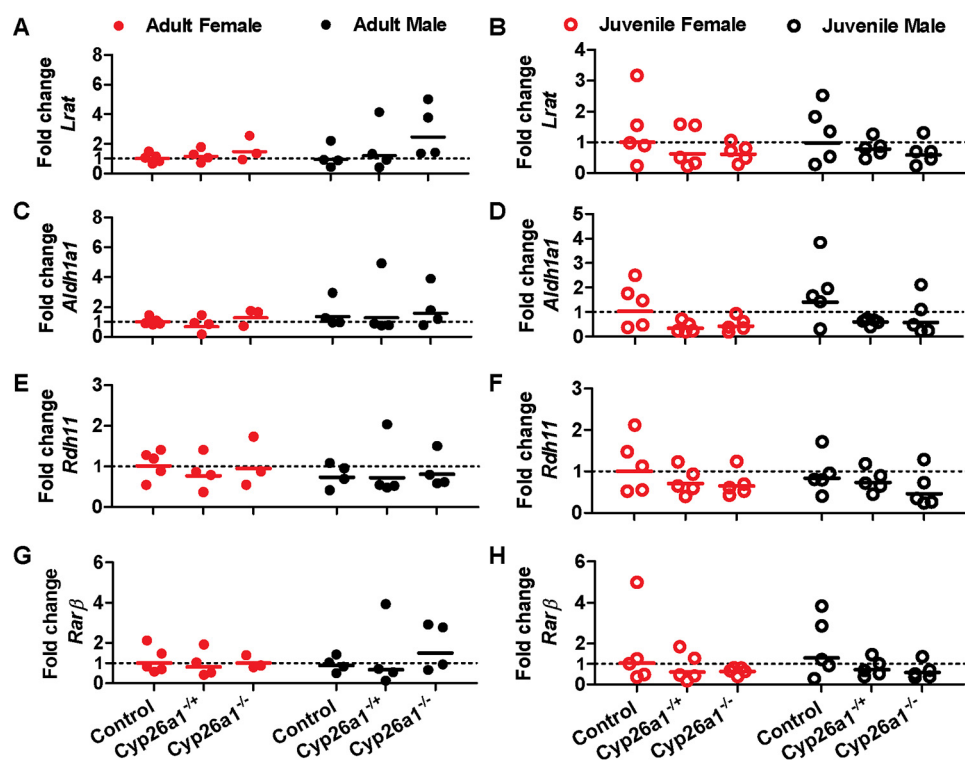 A Adult Female Adult Male
Fold change
Lrat
8
6
4
2
1
0
B Juvenile Female Juvenile Male
Fold change
Lrat
4
3
2
1
0
C
Fold change
Aldh1a1
8
6
4
2
1
0
D
Fold change
Aldh1a1
5
4
3
2
1
0
E
Fold change
Rdh11
3
2
1
0
F
Fold change
Rdh11
3
2
1
0
G
Fold change
Rarβ
6
4
2
1
0
Control
Cyp26a1-/+
Cyp26a1-/-
Control
Cyp26a1-/+
Cyp26a1-/-
H
Fold change
Rarβ
6
4
2
1
0
Control
Cyp26a1-/+
Cyp26a1-/-
Control
Cyp26a1-/+
Cyp26a1-/-